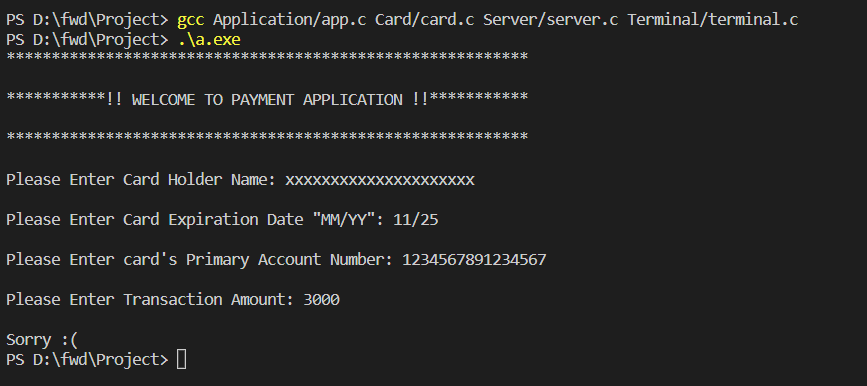 PS D:\fwd\Project> gcc Application/app.c Card/card.c Server/server.c Terminal/terminal.c
PS D:\fwd\Project> .\a.exe
**********************************************************
***********!! WELCOME TO PAYMENT APPLICATION !!***********
**********************************************************
Please Enter Card Holder Name: xxxxxxxxxxxxxxxxxxxxx
Please Enter Card Expiration Date "MM/YY": 11/25
Please Enter card's Primary Account Number: 1234567891234567
Please Enter Transaction Amount: 3000
Sorry :(
PS D:\fwd\Project>